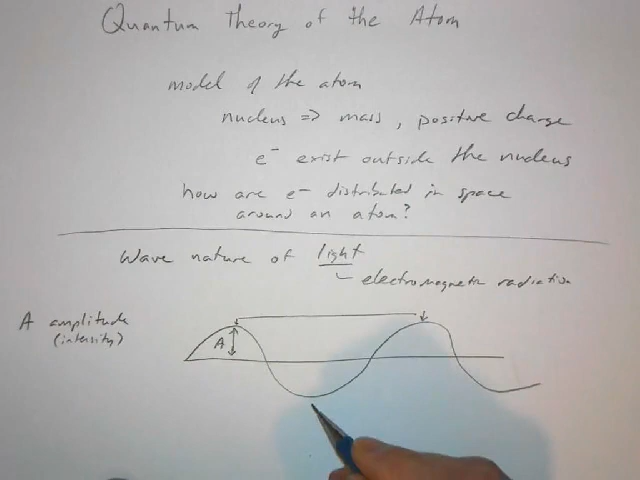 Quantum Theory of the Atom
model of the atom
nucleus => mass, positive charge
e- exist outside the nucleus
how are e- distributed in space
around an atom?
Wave nature of light
electromagnetic radiation
A amplitude
(intensity)
A